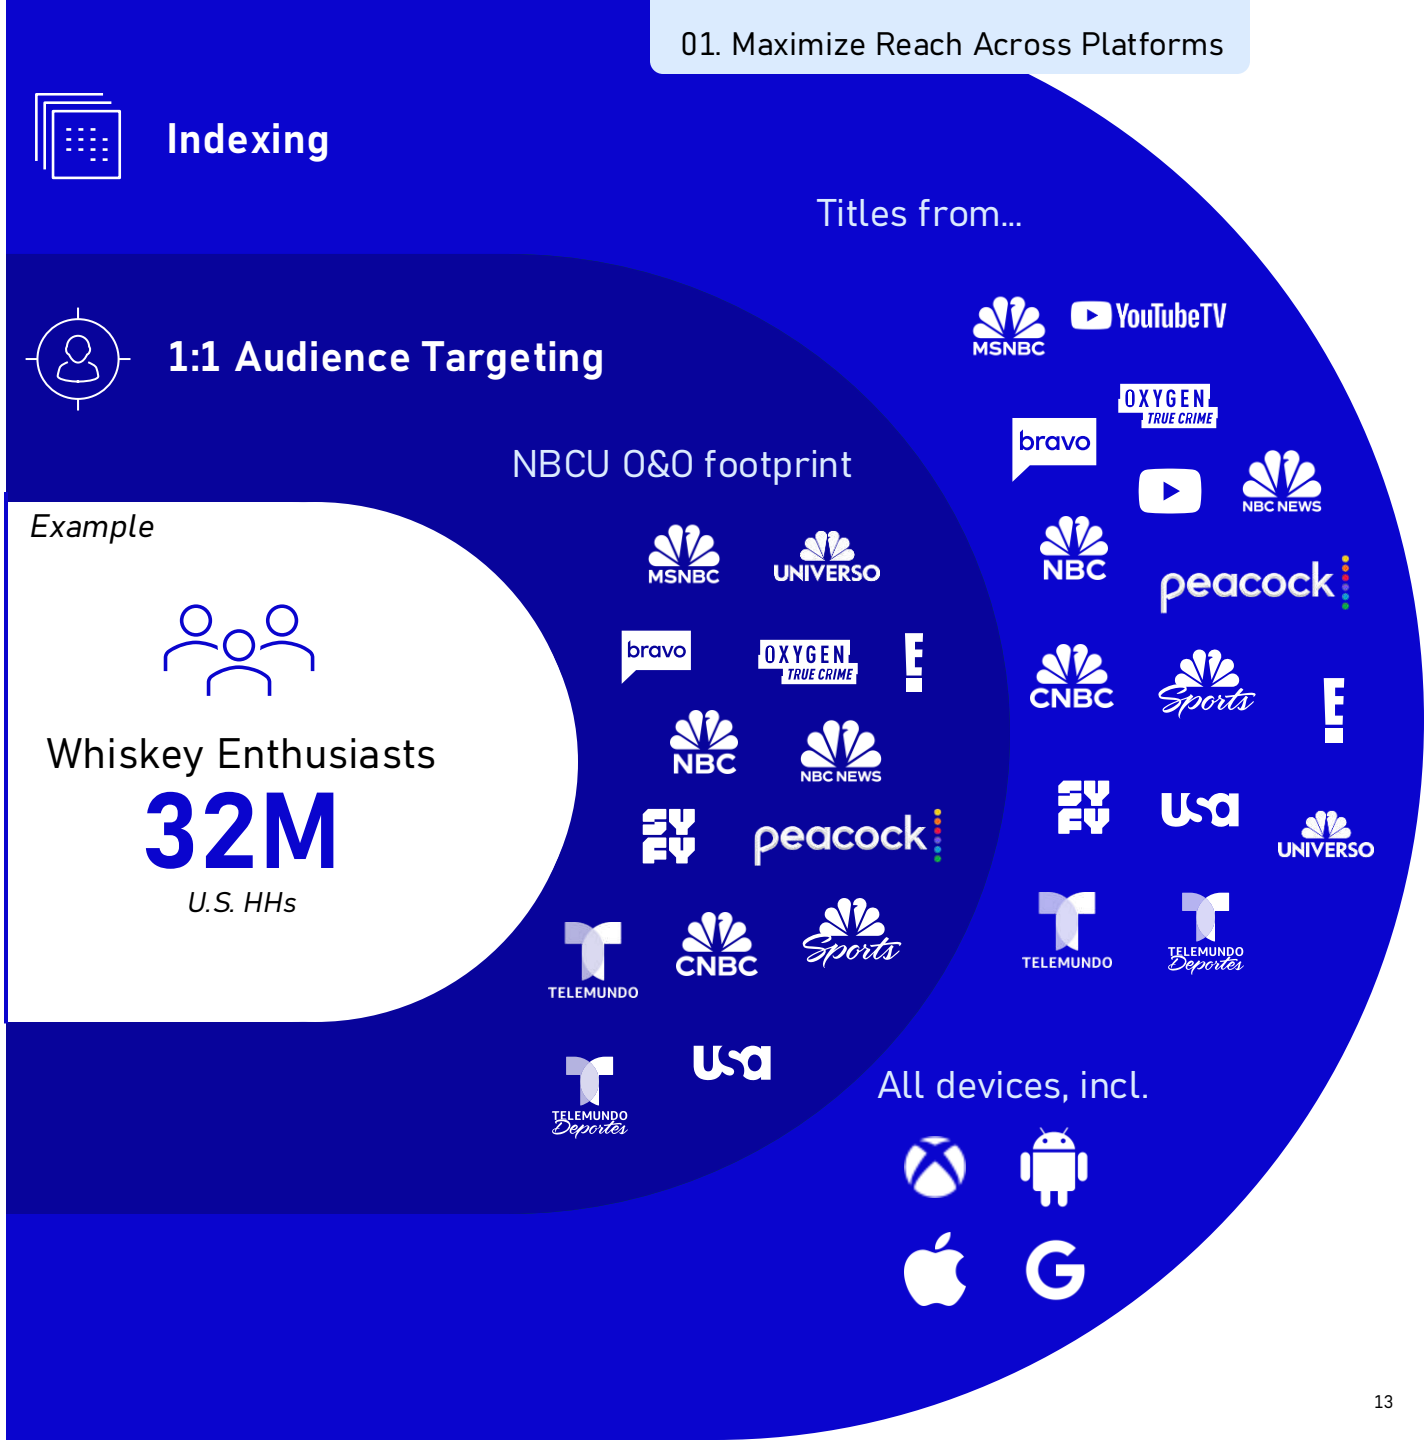 01. Maximize Reach Across Platforms
Indexing
Titles from...
MSNBC
YouTubeTV
OXYGEN
TRUE CRIME
bravo
NBC NEWS
NBC
peacock
CNBC
Sports
E!
SYFY
usa
UNIVERSO
TELEMUNDO
TELEMUNDO
Deportes
All devices, incl.
G
1:1 Audience Targeting
NBCU O&O footprint
MSNBC
UNIVERSO
bravo
OXYGEN
TRUE CRIME
E!
NBC
NBC NEWS
SYFY
peacock
TELEMUNDO
CNBC
Sports
TELEMUNDO
Deportes
usa
Example
Whiskey Enthusiasts
32M
U.S. HHs
13